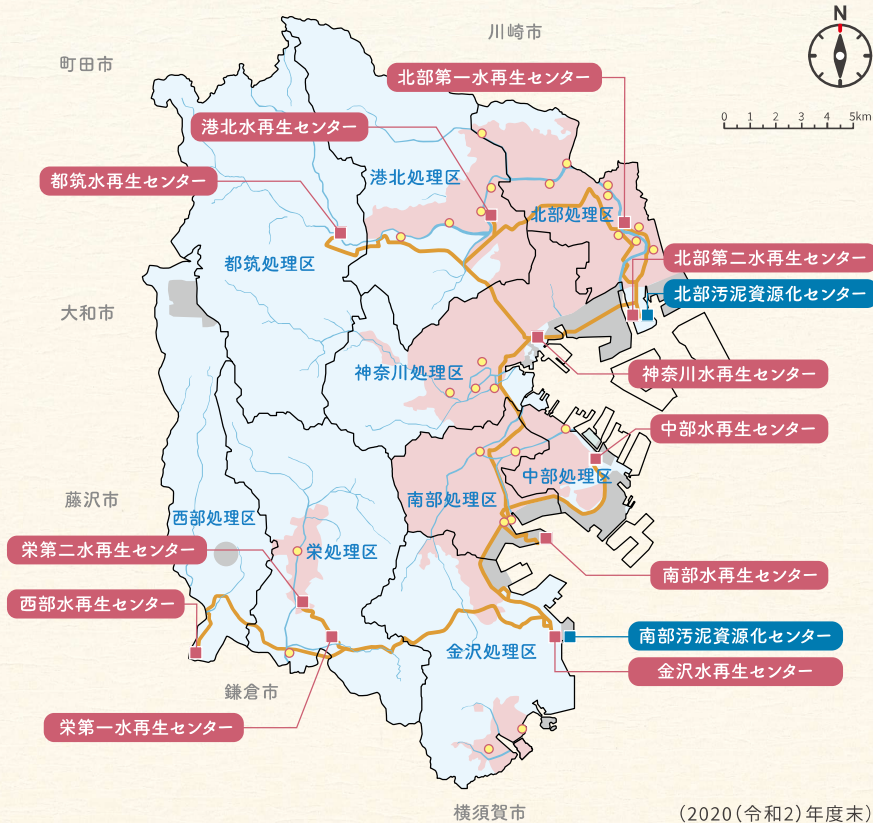 N
川崎市
町田市
北部第一水再生センター
0 1 2 3 4 5km
港北水再生センター
都筑水再生センター
港北処理区
北部処理区
都筑処理区
北部第二水再生センター
北部汚泥資源化センター
大和市
神奈川処理区
神奈川水再生センター
中部水再生センター
中部処理区
藤沢市
南部処理区
西部処理区
栄第二水再生センター
栄処理区
南部水再生センター
西部水再生センター
南部汚泥資源化センター
金沢処理区
金沢水再生センター
鎌倉市
栄第一水再生センター
横須賀市
(2020(令和2)年度末)